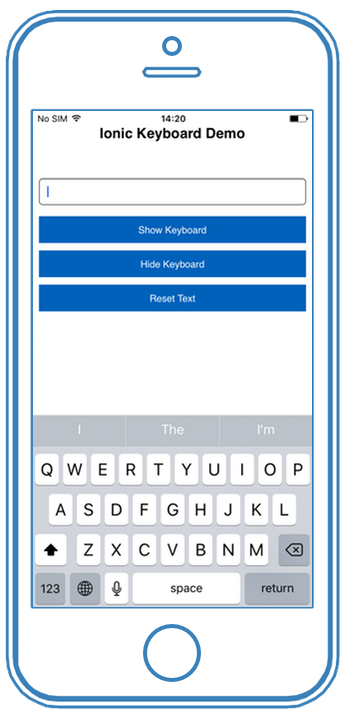 No SIM 14:20
Ionic Keyboard Demo
Show Keyboard
Hide Keyboard
Reset Text
I The I'm
Q W E R T Y U I O P
A S D F G H J K L
Z X C V B N M
123 space return